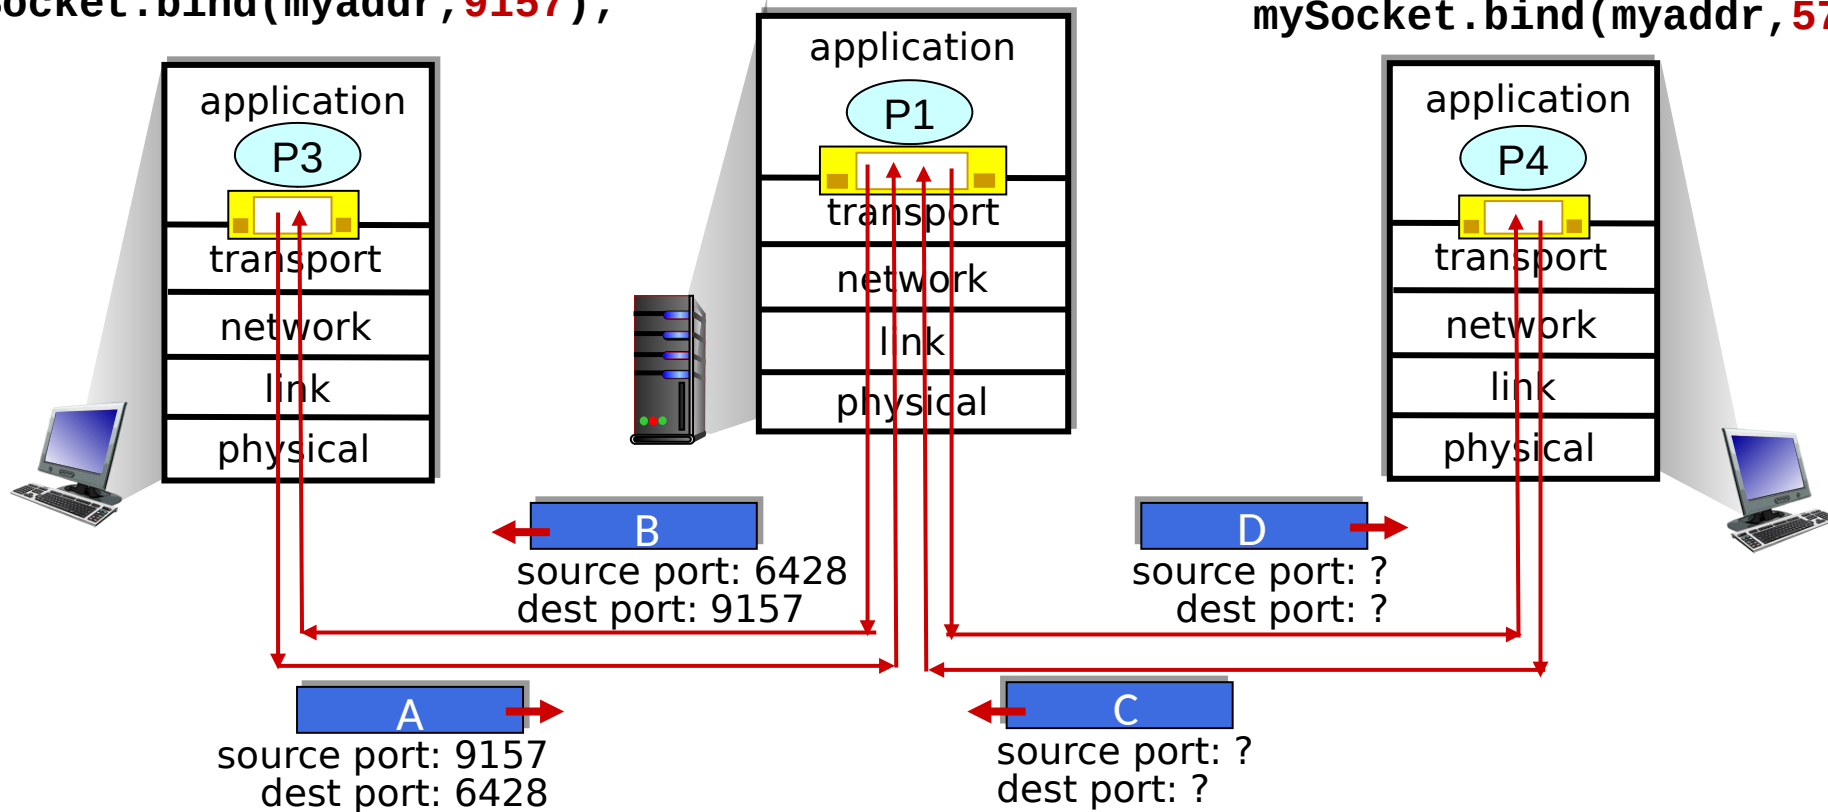 ocket.bind(myaddr,9157);
mySocket.bind(myaddr,57
application
P3
transport
network
link
physical
application
P1
transport
network
link
physical
application
P4
transport
network
link
physical
B
source port: 6428
dest port: 9157
D
source port: ?
dest port: ?
A
source port: 9157
dest port: 6428
C
source port: ?
dest port: ?